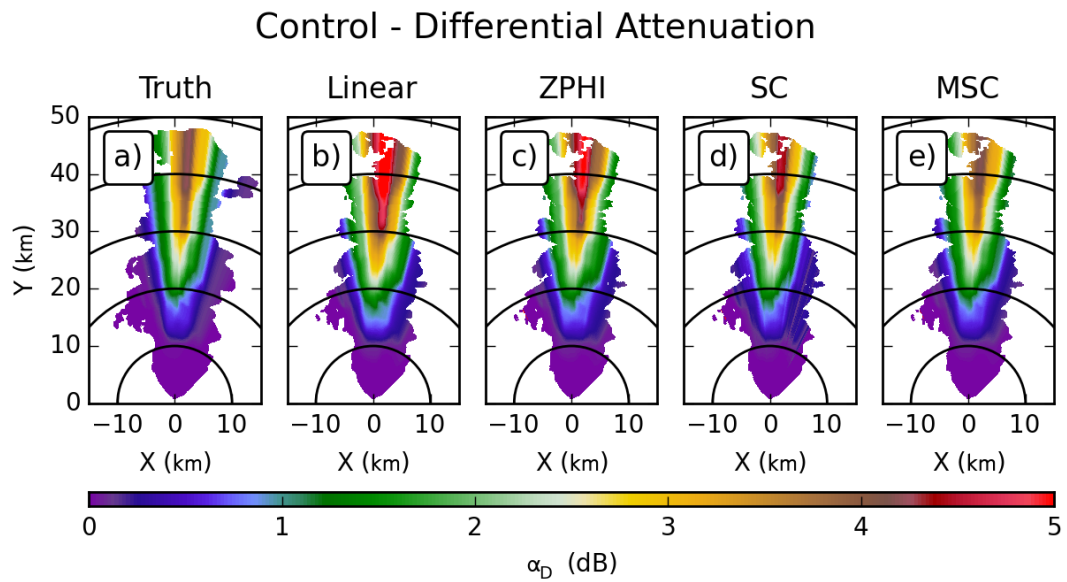 Control - Differential Attenuation
Truth Linear ZPHI SC MSC
50
a) b) c) d) e)
40
30
20
10
0
Y (km)
−10 0 10 −10 0 10 −10 0 10 −10 0 10 −10 0 10
X (km) X (km) X (km) X (km) X (km)
0 1 2 3 4 5
α_D (dB)